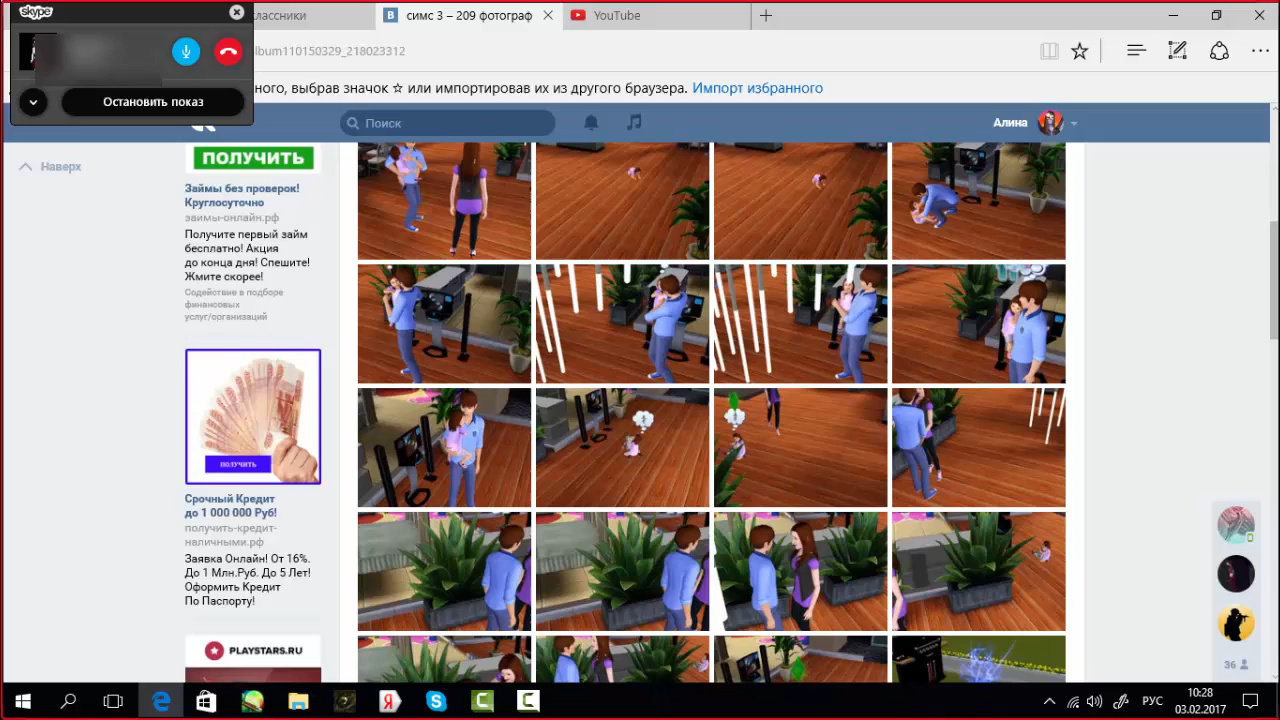 skype
Остановить показ
классники
симс 3 – 209 фотограф
YouTube
lbum110150329_218023312
ного, выбрав значок ☆ или импортировав их из другого браузера. Импорт избранного
Поиск
Алина
Наверх
ПОЛУЧИТЬ
Займы без проверок!
Круглосуточно
займы-онлайн.рф
Получите первый займ
бесплатно! Акция
до конца дня! Спешите!
Жмите скорее!
Содействие в подборе
финансовых
услуг/организаций
ПОЛУЧИТЬ
Срочный Кредит
до 1 000 000 Руб!
получить-кредит-
наличными.рф
Заявка Онлайн! От 16%.
До 1 Млн.Руб. До 5 Лет!
Оформить Кредит
По Паспорту!
PLAYSTARS.RU
36
РУС
10:28
03.02.2017